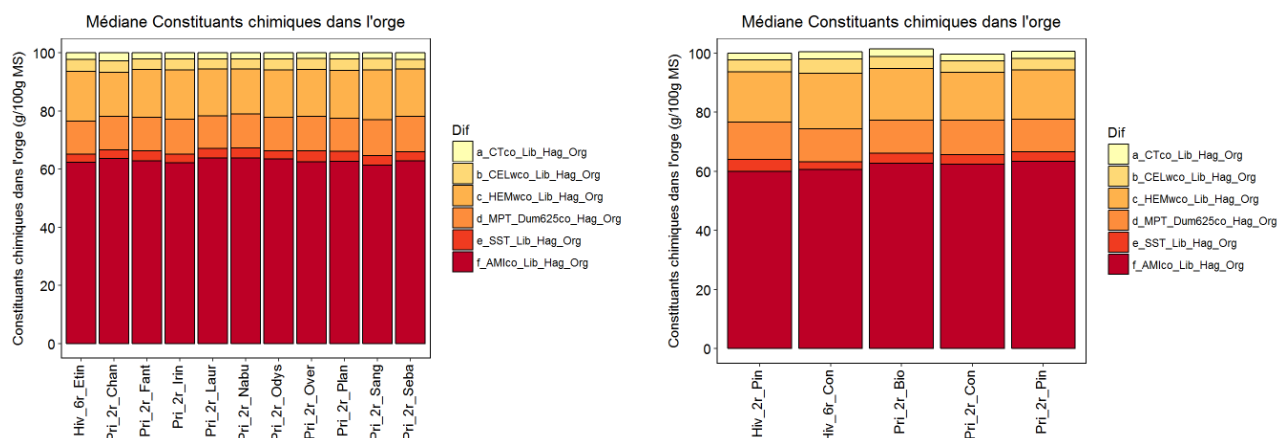 Médiane Constituants chimiques dans l'orge
Constituants chimiques dans l'orge (g/100g MS)
100
80
60
40
20
0
Hiv_6r_Etin
Pri_2r_Chan
Pri_2r_Fant
Pri_2r_Irin
Pri_2r_Laur
Pri_2r_Nabu
Pri_2r_Odys
Pri_2r_Over
Pri_2r_Plan
Pri_2r_Sang
Pri_2r_Seba
Dif
a_CTco_Lib_Hag_Org
b_CELwco_Lib_Hag_Org
c_HEMwco_Lib_Hag_Org
d_MPT_Dum625co_Hag_Org
e_SST_Lib_Hag_Org
f_AMIco_Lib_Hag_Org
Médiane Constituants chimiques dans l'orge
Constituants chimiques dans l'orge (g/100g MS)
100
80
60
40
20
0
Hiv_2r_Pin
Hiv_6r_Con
Pri_2r_Bio
Pri_2r_Con
Pri_2r_Pin
Dif
a_CTco_Lib_Hag_Org
b_CELwco_Lib_Hag_Org
c_HEMwco_Lib_Hag_Org
d_MPT_Dum625co_Hag_Org
e_SST_Lib_Hag_Org
f_AMIco_Lib_Hag_Org